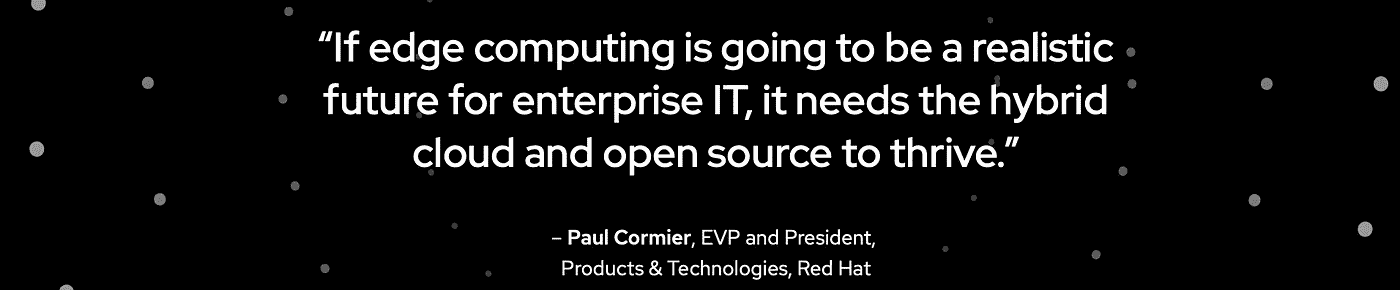 “If edge computing is going to be a realistic
future for enterprise IT, it needs the hybrid
cloud and open source to thrive.”
– Paul Cormier, EVP and President,
Products & Technologies, Red Hat